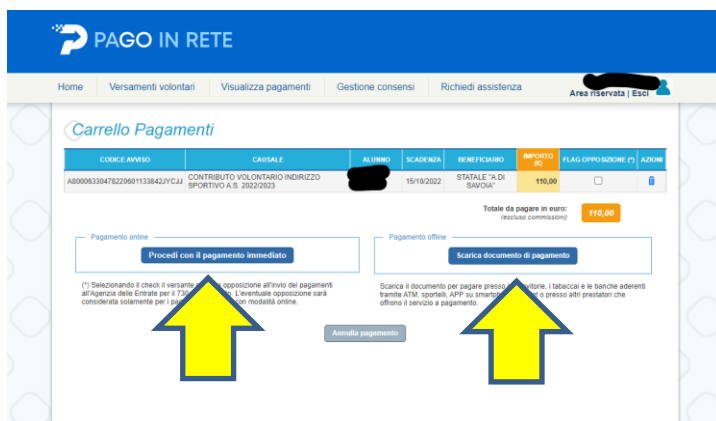 PAGO IN RETE
Home Versamenti volontari Visualizza pagamenti Gestione consensi Richiedi assistenza
Area riservata | Esci
Carrello Pagamenti
CODICE AVVISO CAUSALE ALUNNO SCADENZA BENEFICIARIO IMPORTO (€) FLAG OPPOSIZIONE (*) AZIONI
A80006330478220601133842JYCJJ CONTRIBUTO VOLONTARIO INDIRIZZO SPORTIVO A.S. 2022/2023 15/10/2022 STATALE "A.DI SAVOIA" 110,00
Totale da pagare in euro: 110,00
(escluso commissioni)
Pagamento online
Procedi con il pagamento immediato
Pagamento offline
Scarica documento di pagamento
(*) Selezionando il check il versante opposizione all'invio dei pagamenti
all'Agenzia delle Entrate per il 730 L'eventuale opposizione sarà
considerata solamente per i con modalità online.
Scarica il documento per pagare presso le tabaccai e le banche aderenti
tramite ATM, sportelli, APP su o presso altri prestatori che
offrono il servizio a pagamento.
Annulla pagamento